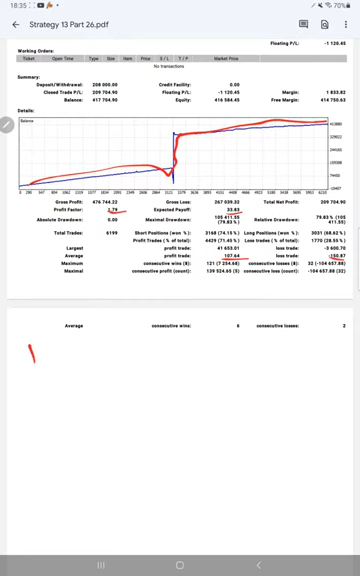 18:35
70%
Strategy 13 Part 26.pdf
Floating P/L: -1 120.45
Working Orders:
Ticket Open Time Type Size Item Price S / L T / P Market Price
No transactions
Summary:
Deposit/Withdrawal: 208 000.00 Credit Facility: 0.00
Closed Trade P/L: 209 704.90 Floating P/L: -1 120.45 Margin: 1 833.82
Balance: 417 704.90 Equity: 416 584.45 Free Margin: 414 750.63
Details:
Balance
Gross Profit: 476 744.22 Gross Loss: 267 039.32 Total Net Profit: 209 704.90
Profit Factor: 1.79 Expected Payoff: 33.83
Absolute Drawdown: 0.00 Maximal Drawdown: 105 411.55 (79.83 %) Relative Drawdown: 79.83 % (105 411.55)
Total Trades: 6199 Short Positions (won %): 3168 (74.15 %) Long Positions (won %): 3031 (68.62 %)
Profit Trades (% of total): 4429 (71.45%) Loss trades (% of total): 1770 (28.55%)
Largest profit trade: 41 653.01 loss trade: -3 600.70
Average profit trade: 107.64 loss trade: -150.87
Maximum consecutive wins ($): 121 (7 254.68) consecutive losses ($): 32 (-104 657.88)
Maximal consecutive profit (count): 139 524.65 (5) consecutive loss (count): -104 657.88 (32)
Average consecutive wins: 6 consecutive losses: 2